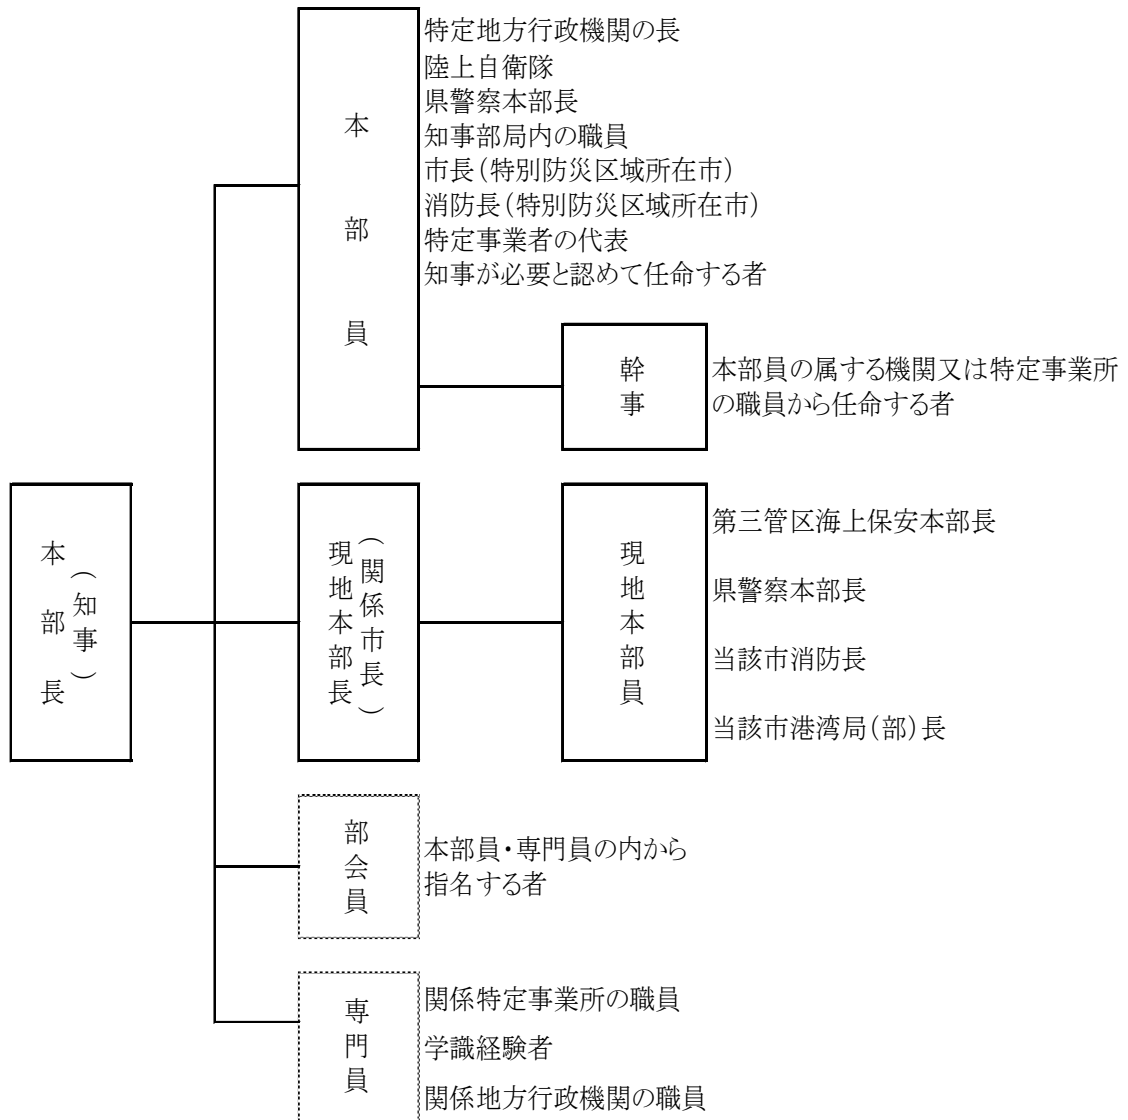 特定地方行政機関の長
陸上自衛隊
県警察本部長
知事部局内の職員
市長(特別防災区域所在市)
消防長(特別防災区域所在市)
特定事業者の代表
知事が必要と認めて任命する者
本部員
幹事
本部員の属する機関又は特定事業所
の職員から任命する者
本部長
(知事)
現地本部長
(関係市長)
現地本部員
第三管区海上保安本部長
県警察本部長
当該市消防長
当該市港湾局(部)長
部会員
本部員・専門員の内から
指名する者
専門員
関係特定事業所の職員
学識経験者
関係地方行政機関の職員